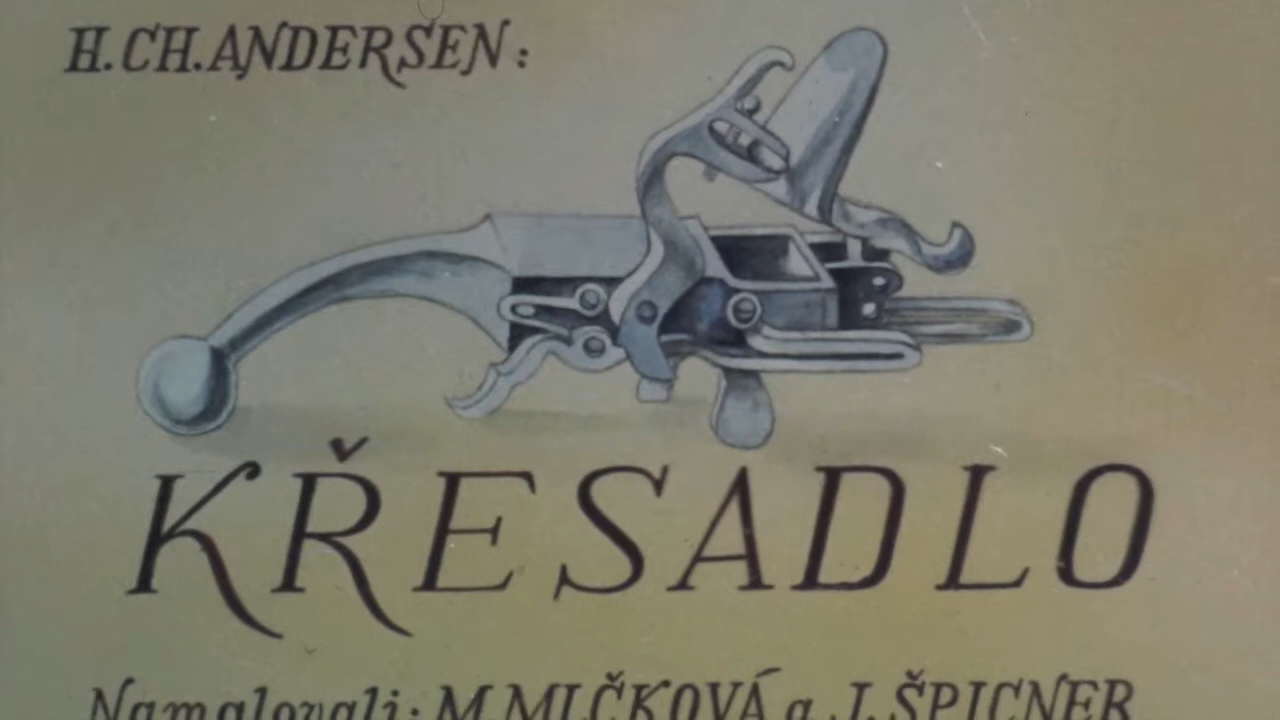 H. CH. ANDERSEN:
KŘESADLO
Namalovali: M. MLČKOVÁ a J. ŠPICNER